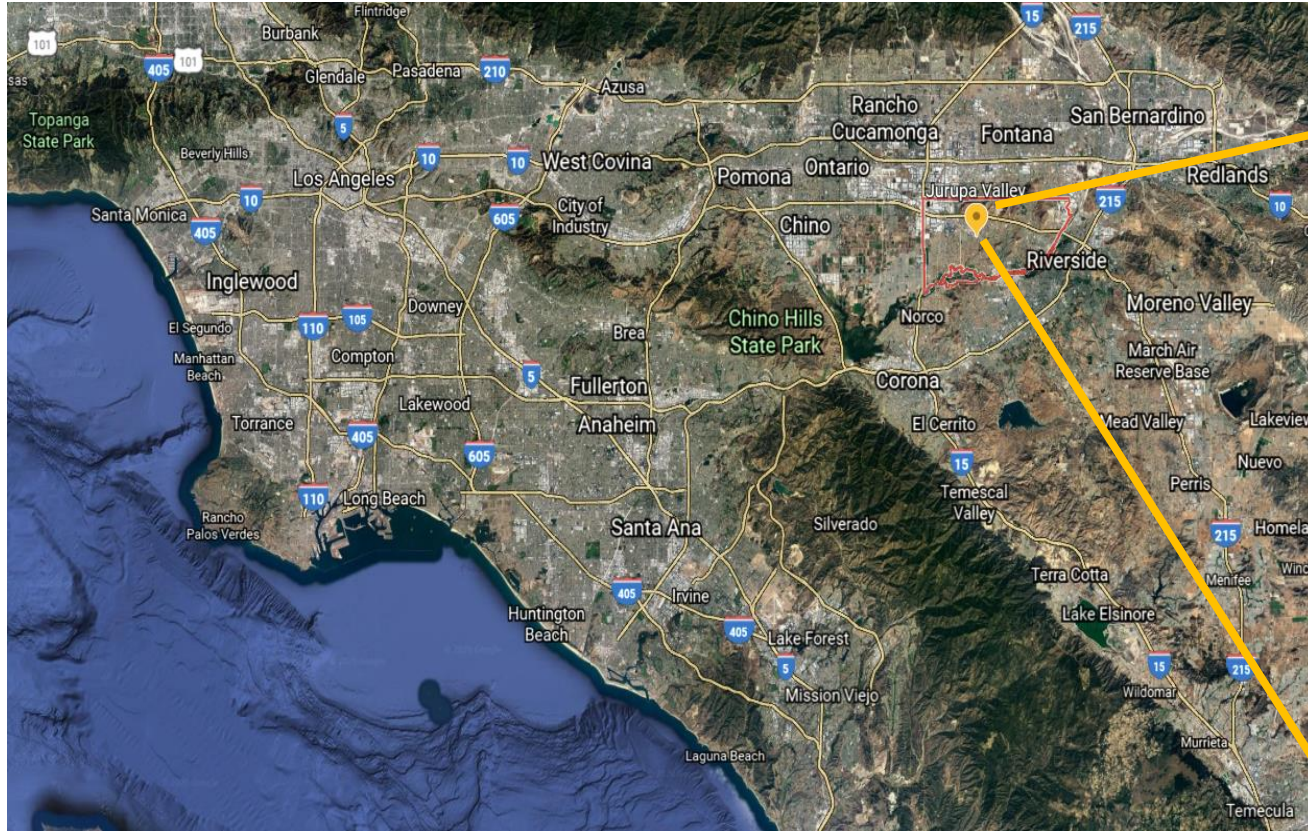 Flintridge
15
215
101
Burbank
405
101
Glendale
Pasadena
210
Azusa
sas
Topanga
State Park
5
Rancho
Cucamonga
San Bernardino
Fontana
Beverly Hills
10
10
West Covina
Los Angeles
Pomona
Ontario
Redlands
Jurupa Valley
215
10
10
Santa Monica
405
605
City of
Industry
Chino
Riverside
Inglewood
Moreno Valley
Downey
Norco
El Segundo
110
105
Brea
Chino Hills
State Park
Manhattan
Beach
Compton
March Air
Reserve Base
5
Fullerton
Corona
Lakewood
Torrance
Anaheim
El Cerrito
Mead Valley
Lakeview
405
605
15
Nuevo
110
Long Beach
Temescal
Valley
Perris
Rancho
Palos Verdes
Santa Ana
Silverado
215
Homela
Winc
Terra Cotta
Menifee
405
Irvine
Huntington
Beach
Lake Elsinore
405
Lake Forest
5
15
215
Mission Viejo
Wildomar
Murrieta
Laguna Beach
Temecula